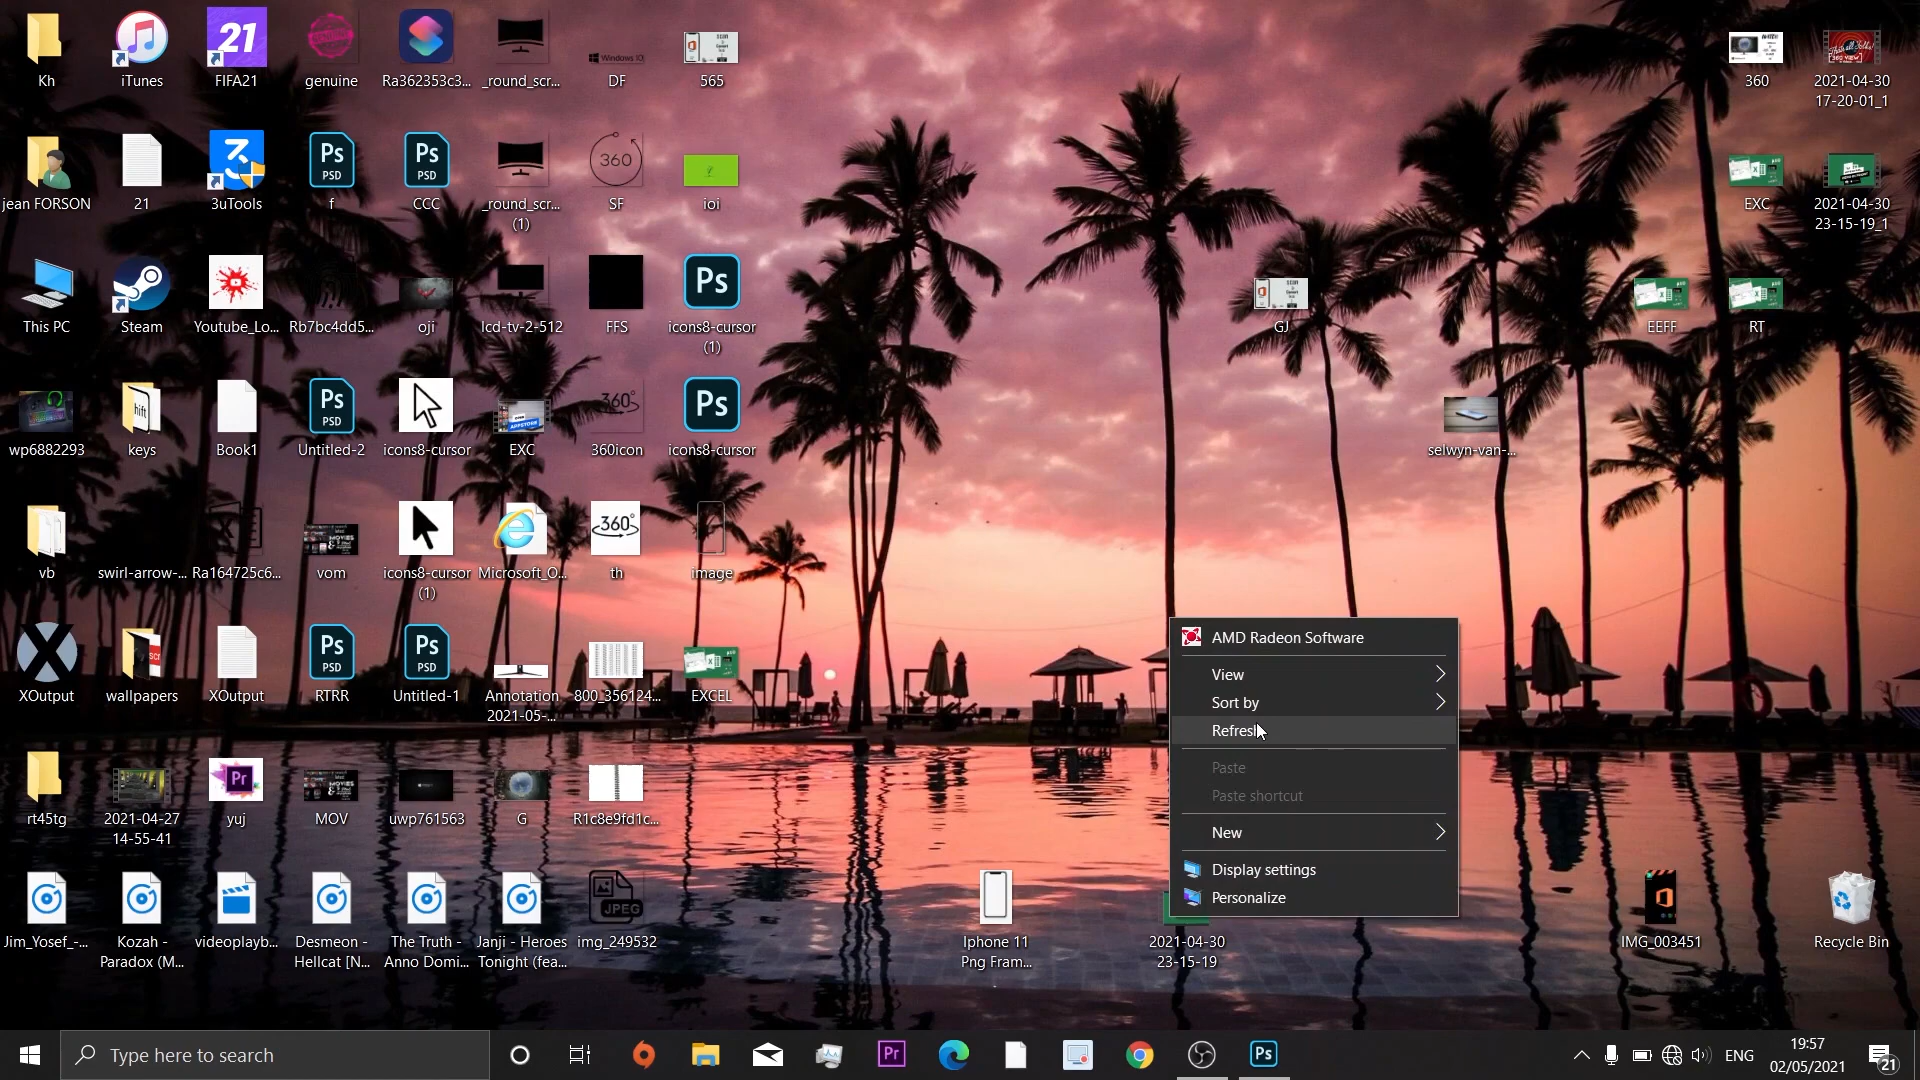 Kh
iTunes
FIFA21
genuine
Ra362353c3...
_round_scr...
DF
565
360
2021-04-30
17-20-01_1
jean FORSON
21
3uTools
f
CCC
_round_scr...
(1)
SF
ioi
EXC
2021-04-30
23-15-19_1
This PC
Steam
Youtube_Lo...
Rb7bc4dd5...
oji
lcd-tv-2-512
FFS
icons8-cursor
(1)
GJ
EEFF
RT
wp6882293
keys
Book1
Untitled-2
icons8-cursor
EXC
360icon
icons8-cursor
selwyn-van-...
vb
swirl-arrow-...
Ra164725c6...
vom
icons8-cursor
(1)
Microsoft_O...
th
image
XOutput
wallpapers
XOutput
RTRR
Untitled-1
Annotation
2021-05-...
800_356124...
EXCEL
rt45tg
2021-04-27
14-55-41
yuj
MOV
uwp761563
G
R1c8e9fd1c...
Jim_Yosef_-...
Kozah -
Paradox (M...
videoplayb...
Desmeon -
Hellcat [N...
The Truth -
Anno Domi...
Janji - Heroes
Tonight (fea...
img_249532
Iphone 11
Png Fram...
2021-04-30
23-15-19
IMG_003451
Recycle Bin
AMD Radeon Software
View
Sort by
Refresh
Paste
Paste shortcut
New
Display settings
Personalize
Type here to search
ENG
19:57
02/05/2021
21